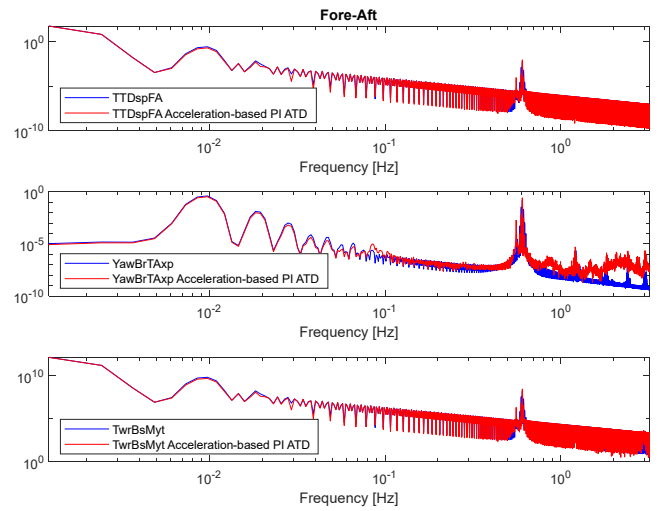 Fore-Aft
10^0
10^-10
TTDspFA
TTDspFA Acceleration-based PI ATD
10^-2
10^-1
10^0
Frequency [Hz]
10^0
10^-5
10^-10
YawBrTAxp
YawBrTAxp Acceleration-based PI ATD
10^-2
10^-1
10^0
Frequency [Hz]
10^10
10^0
TwrBsMyt
TwrBsMyt Acceleration-based PI ATD
10^-2
10^-1
10^0
Frequency [Hz]